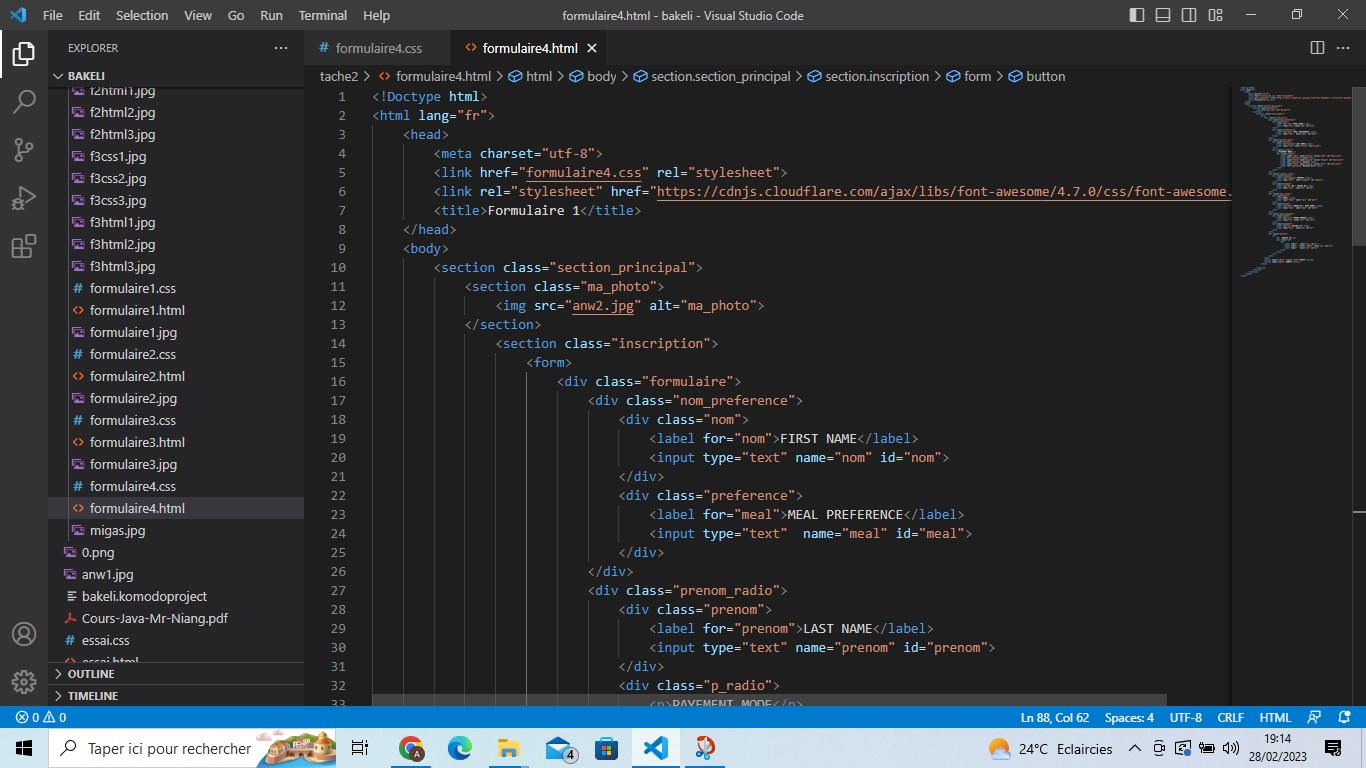 File Edit Selection View Go Run Terminal Help formulaire4.html - bakeli - Visual Studio Code
EXPLORER
BAKELI
f2html1.jpg
f2html2.jpg
f2html3.jpg
f3css1.jpg
f3css2.jpg
f3css3.jpg
f3html1.jpg
f3html2.jpg
f3html3.jpg
formulaire1.css
formulaire1.html
formulaire1.jpg
formulaire2.css
formulaire2.html
formulaire2.jpg
formulaire3.css
formulaire3.html
formulaire3.jpg
formulaire4.css
formulaire4.html
migas.jpg
0.png
anw1.jpg
bakeli.komodoproject
Cours-Java-Mr-Niang.pdf
essai.css
essai.html
OUTLINE
TIMELINE
# formulaire4.css <> formulaire4.html
tache2 > <> formulaire4.html > html > body > section.section_principal > section.inscription > form > button
1 <!Doctype html>
2 <html lang="fr">
3 <head>
4 <meta charset="utf-8">
5 <link href="formulaire4.css" rel="stylesheet">
6 <link rel="stylesheet" href="https://cdnjs.cloudflare.com/ajax/libs/font-awesome/4.7.0/css/font-awesome.
7 <title>Formulaire 1</title>
8 </head>
9 <body>
10 <section class="section_principal">
11 <section class="ma_photo">
12 <img src="anw2.jpg" alt="ma_photo">
13 </section>
14 <section class="inscription">
15 <form>
16 <div class="formulaire">
17 <div class="nom_preference">
18 <div class="nom">
19 <label for="nom">FIRST NAME</label>
20 <input type="text" name="nom" id="nom">
21 </div>
22 <div class="preference">
23 <label for="meal">MEAL PREFERENCE</label>
24 <input type="text"  name="meal" id="meal">
25 </div>
26 </div>
27 <div class="prenom_radio">
28 <div class="prenom">
29 <label for="prenom">LAST NAME</label>
30 <input type="text" name="prenom" id="prenom">
31 </div>
32 <div class="p_radio">
33 <p>PAYEMENT MODE</p>
0 0 Ln 88, Col 62 Spaces: 4 UTF-8 CRLF HTML
Taper ici pour rechercher A 4 24°C Eclaircies 19:14
28/02/2023